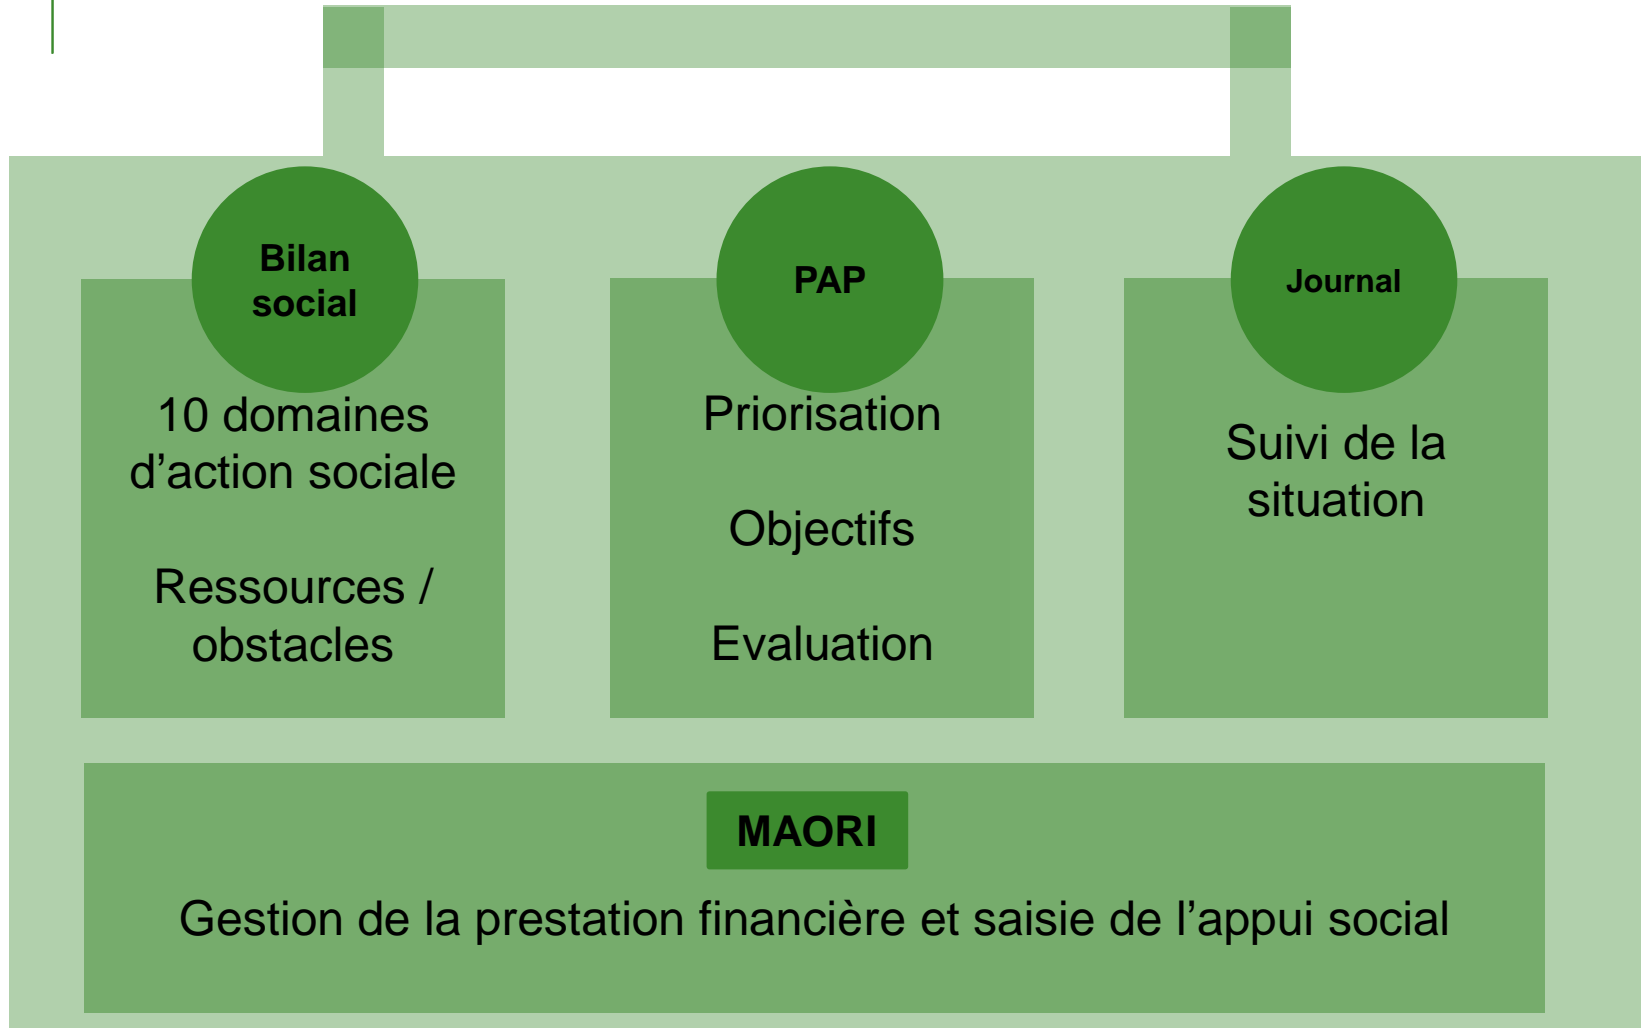 Bilan
social
10 domaines
d’action sociale
Ressources /
obstacles
PAP
Priorisation
Objectifs
Evaluation
Journal
Suivi de la
situation
MAORI
Gestion de la prestation financière et saisie de l’appui social